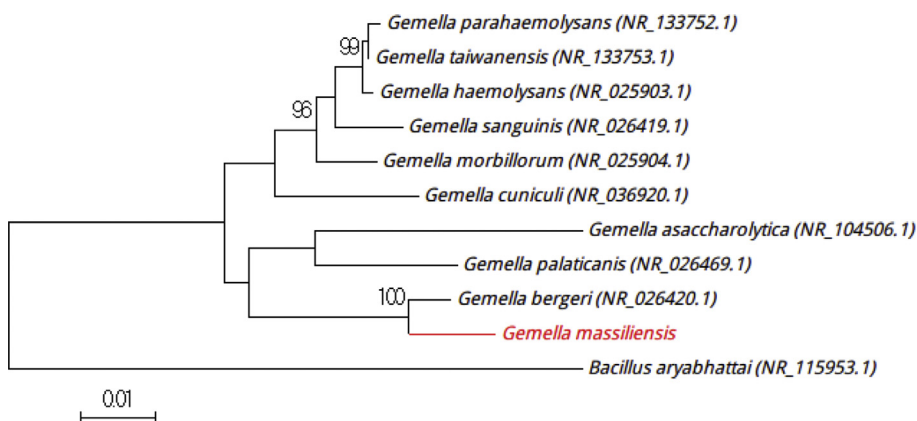 Gemella parahaemolysans (NR_133752.1)
99
Gemella taiwanensis (NR_133753.1)
Gemella haemolysans (NR_025903.1)
96
Gemella sanguinis (NR_026419.1)
Gemella morbillorum (NR_025904.1)
Gemella cuniculi (NR_036920.1)
Gemella asaccharolytica (NR_104506.1)
Gemella palaticanis (NR_026469.1)
100
Gemella bergeri (NR_026420.1)
Gemella massiliensis
Bacillus aryabhattai (NR_115953.1)
0.01